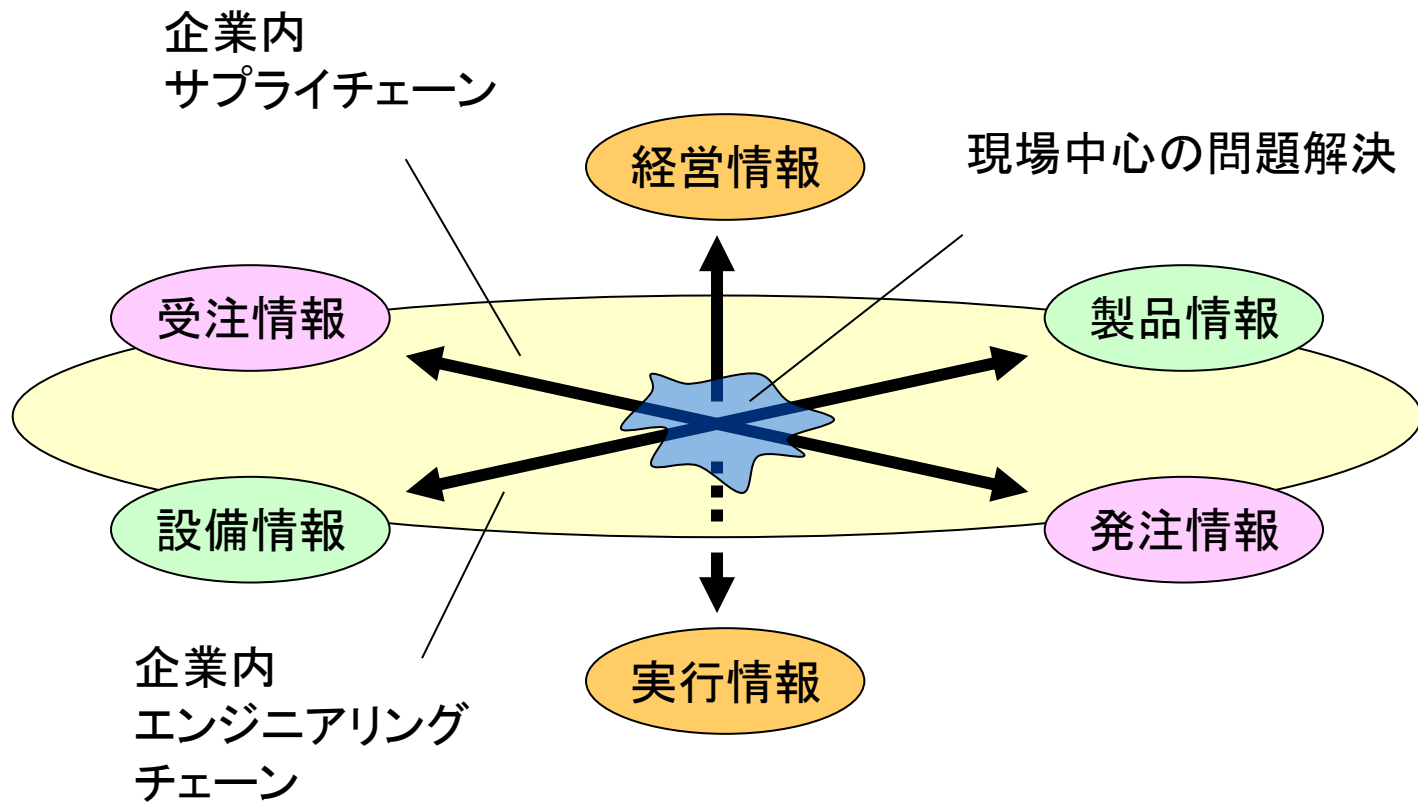 企業内
サプライチェーン
経営情報
現場中心の問題解決
受注情報
製品情報
設備情報
発注情報
企業内
エンジニアリング
チェーン
実行情報